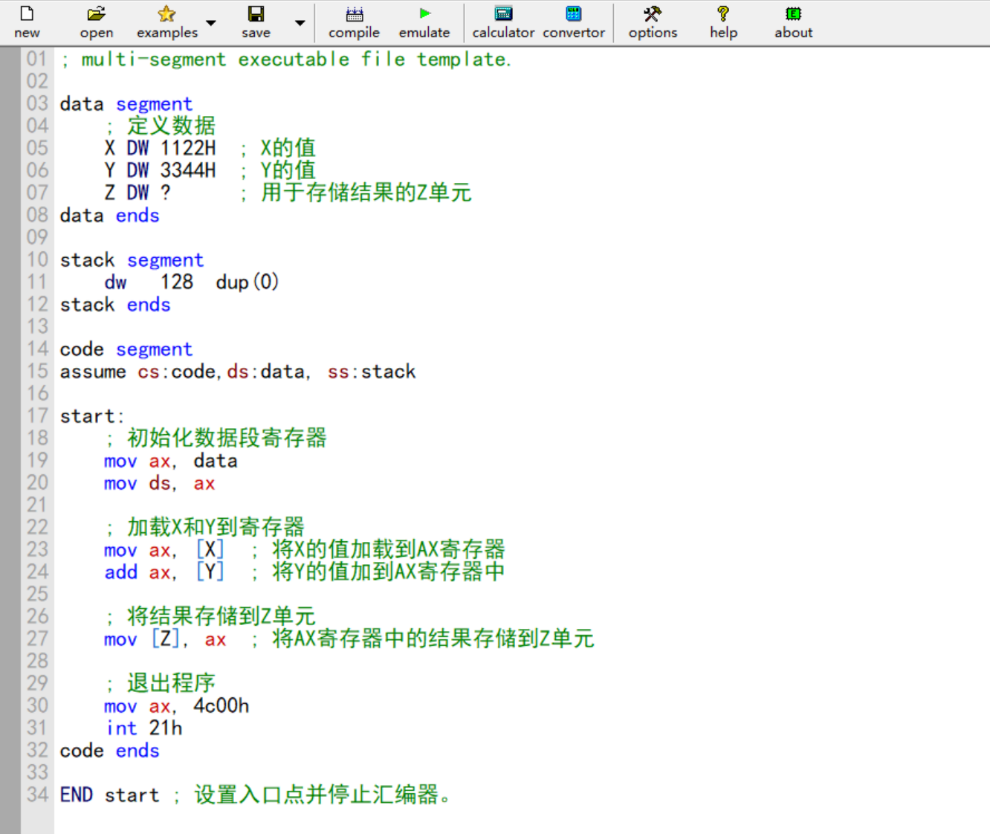 new open examples save compile emulate calculator convertor options help about
01 ; multi-segment executable file template.
02
03 data segment
04 ; 定义数据
05 X DW 1122H ; X的值
06 Y DW 3344H ; Y的值
07 Z DW ? ; 用于存储结果的Z单元
08 data ends
09
10 stack segment
11 dw 128 dup(0)
12 stack ends
13
14 code segment
15 assume cs:code,ds:data, ss:stack
16
17 start:
18 ; 初始化数据段寄存器
19 mov ax, data
20 mov ds, ax
21
22 ; 加载X和Y到寄存器
23 mov ax, [X] ; 将X的值加载到AX寄存器
24 add ax, [Y] ; 将Y的值加到AX寄存器中
25
26 ; 将结果存储到Z单元
27 mov [Z], ax ; 将AX寄存器中的结果存储到Z单元
28
29 ; 退出程序
30 mov ax, 4c00h
31 int 21h
32 code ends
33
34 END start ; 设置入口点并停止汇编器。